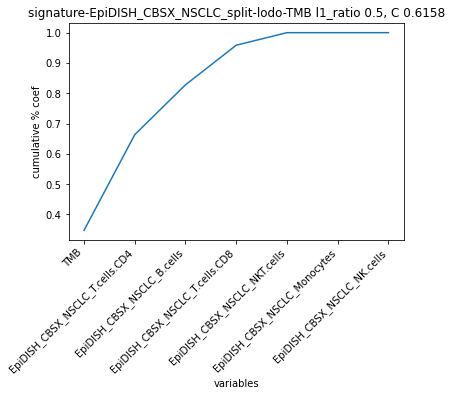 signature-EpiDISH_CBSX_NSCLC_split-lodo-TMB l1_ratio 0.5, C 0.6158
cumulative % coef
1.0
0.9
0.8
0.7
0.6
0.5
0.4
TMB
EpiDISH_CBSX_NSCLC_T.cells.CD4
EpiDISH_CBSX_NSCLC_B.cells
EpiDISH_CBSX_NSCLC_T.cells.CD8
EpiDISH_CBSX_NSCLC_NKT.cells
EpiDISH_CBSX_NSCLC_Monocytes
EpiDISH_CBSX_NSCLC_NK.cells
variables